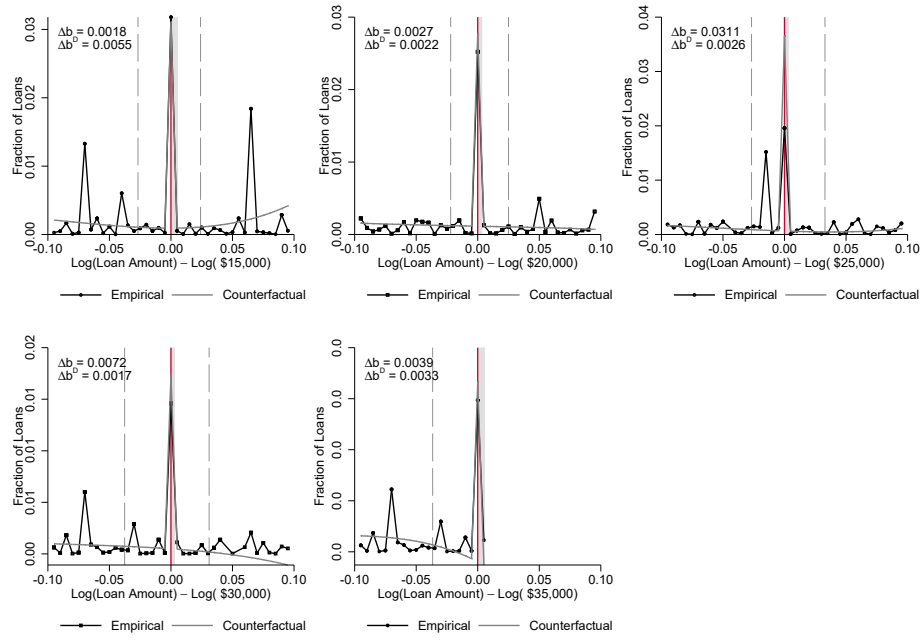 Δb = 0.0018
Δbᴰ = 0.0055
Fraction of Loans
0.00 0.01 0.02 0.03
-0.10 -0.05 0.00 0.05 0.10
Log(Loan Amount) – Log( $15,000)
Empirical Counterfactual
Δb = 0.0027
Δbᴰ = 0.0022
Fraction of Loans
0.00 0.01 0.02 0.03
-0.10 -0.05 0.00 0.05 0.10
Log(Loan Amount) – Log( $20,000)
Empirical Counterfactual
Δb = 0.0311
Δbᴰ = 0.0026
Fraction of Loans
0.00 0.01 0.02 0.03 0.04
-0.10 -0.05 0.00 0.05 0.10
Log(Loan Amount) – Log( $25,000)
Empirical Counterfactual
Δb = 0.0072
Δbᴰ = 0.0017
Fraction of Loans
0.00 0.01 0.01 0.01 0.02
-0.10 -0.05 0.00 0.05 0.10
Log(Loan Amount) – Log( $30,000)
Empirical Counterfactual
Δb = 0.0039
Δbᴰ = 0.0033
Fraction of Loans
0.0 0.0 0.0 0.0 0.0
-0.10 -0.05 0.00 0.05 0.10
Log(Loan Amount) – Log( $35,000)
Empirical Counterfactual